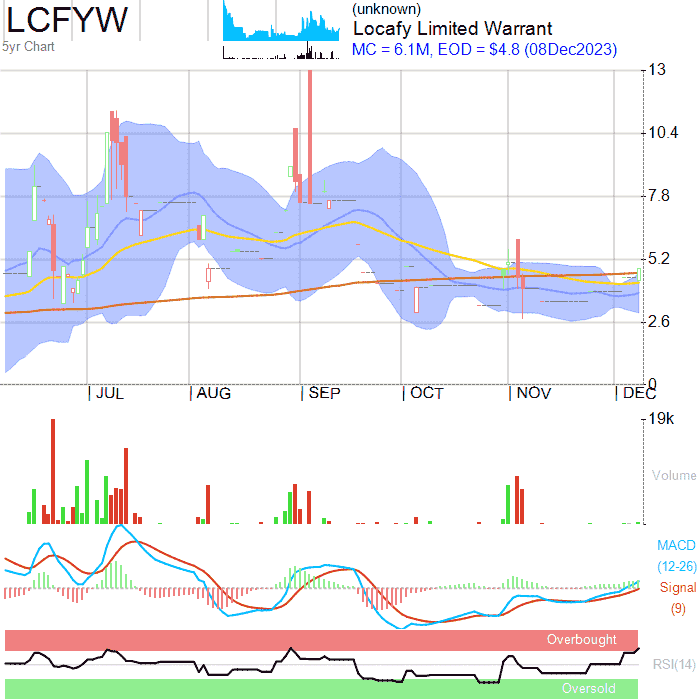 LCFYW
5yr Chart
(unknown)
Locafy Limited Warrant
MC = 6.1M, EOD = $4.8 (08Dec2023)
13
10.4
7.8
5.2
2.6
0
JUL AUG SEP OCT NOV DEC
19k
Volume
MACD
(12-26)
Signal
(9)
Overbought
RSI(14)
Oversold